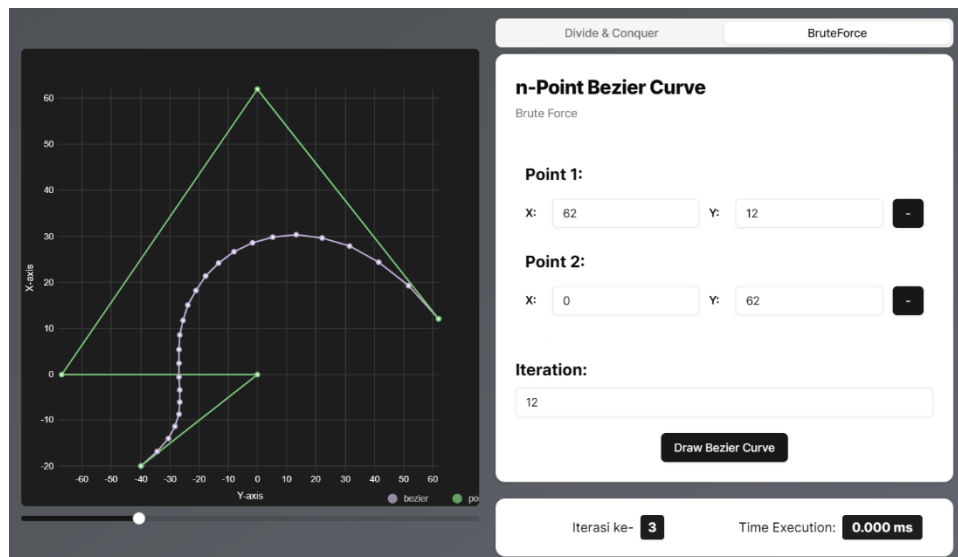 Divide & Conquer
BruteForce
60
50
40
30
20
10
0
-10
-20
X-axis
-60 -50 -40 -30 -20 -10 0 10 20 30 40 50 60
Y-axis
bezier po
n-Point Bezier Curve
Brute Force
Point 1:
X: 62 Y: 12 -
Point 2:
X: 0 Y: 62 -
Iteration:
12
Draw Bezier Curve
Iterasi ke- 3 Time Execution: 0.000 ms